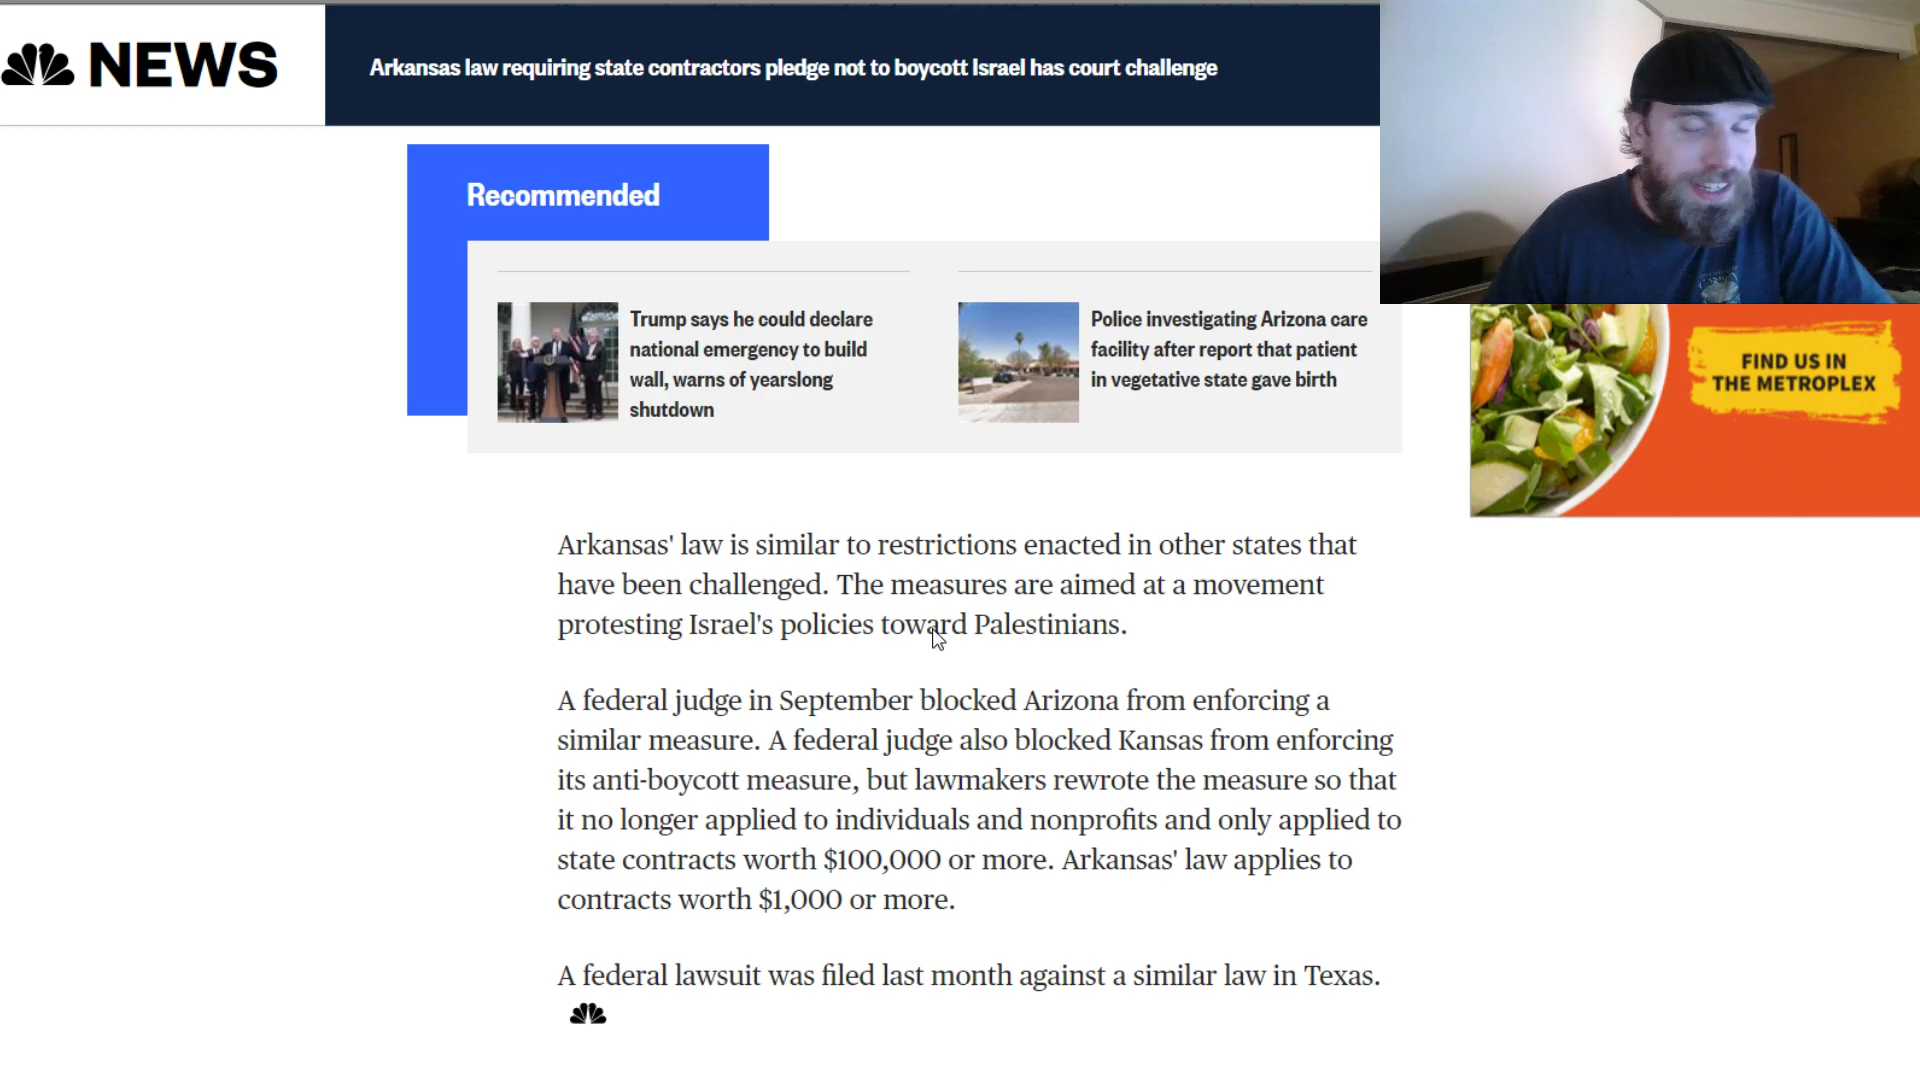 NEWS
Arkansas law requiring state contractors pledge not to boycott Israel has court challenge
Recommended
Trump says he could declare
national emergency to build
wall, warns of yearslong
shutdown
Police investigating Arizona care
facility after report that patient
in vegetative state gave birth
FIND US IN
THE METROPLEX
Arkansas' law is similar to restrictions enacted in other states that
have been challenged. The measures are aimed at a movement
protesting Israel's policies toward Palestinians.
A federal judge in September blocked Arizona from enforcing a
similar measure. A federal judge also blocked Kansas from enforcing
its anti-boycott measure, but lawmakers rewrote the measure so that
it no longer applied to individuals and nonprofits and only applied to
state contracts worth $100,000 or more. Arkansas' law applies to
contracts worth $1,000 or more.
A federal lawsuit was filed last month against a similar law in Texas.